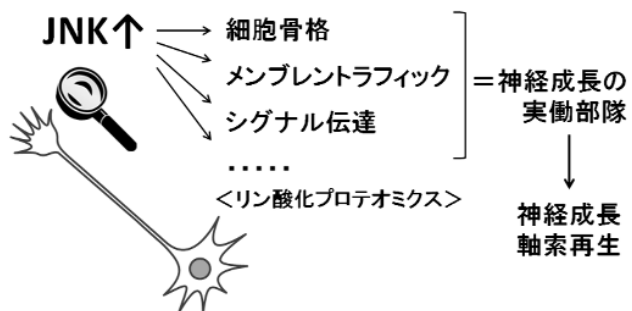 JNK↑
細胞骨格
メンブレントラフィック
シグナル伝達
・・・・・
＜リン酸化プロテオミクス＞
＝神経成長の
実働部隊
神経成長
軸索再生